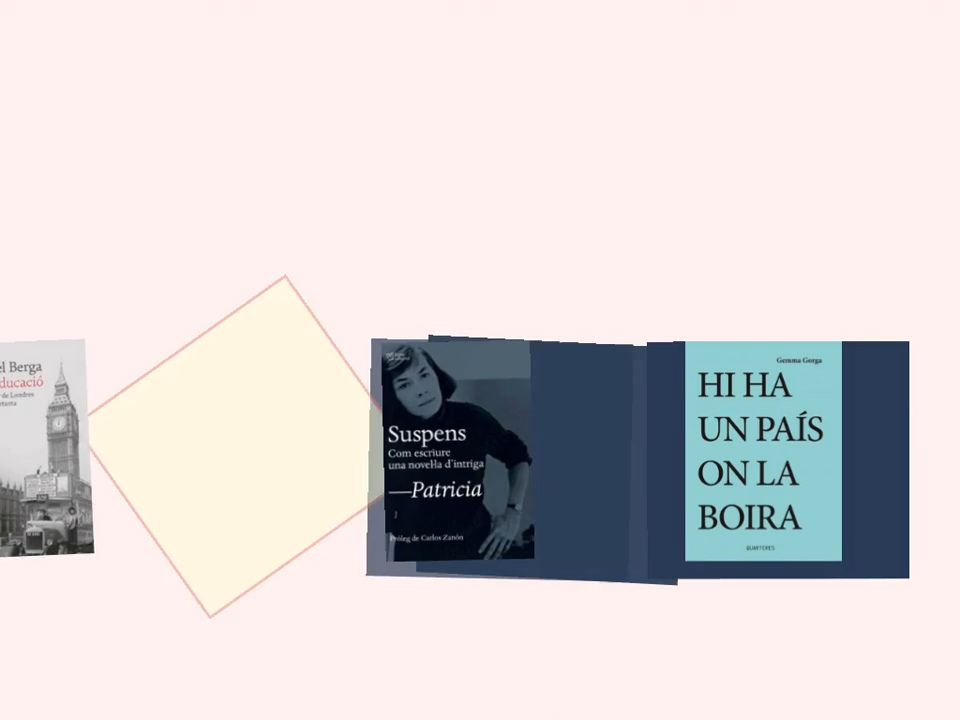 el Berga
ducació
de Londres
etanta
Suspens
Com escriure
una novel·la d'intriga
—Patricia
Pròleg de Carlos Zanón
Gemma Gorga
HI HA
UN PAÍS
ON LA
BOIRA